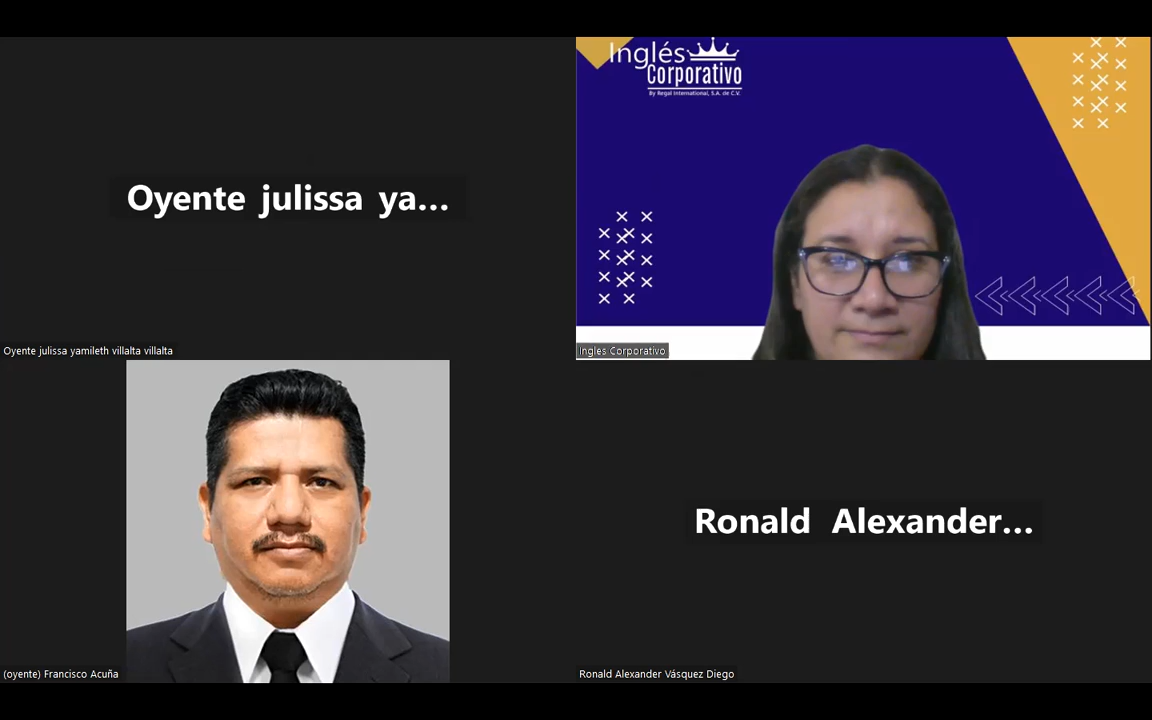 Oyente julissa ya...
Oyente julissa yamileth villalta villalta
Inglés
Corporativo
By Regal International, S.A. de C.V.
Ingles Corporativo
(oyente) Francisco Acuña
Ronald Alexander...
Ronald Alexander Vásquez Diego